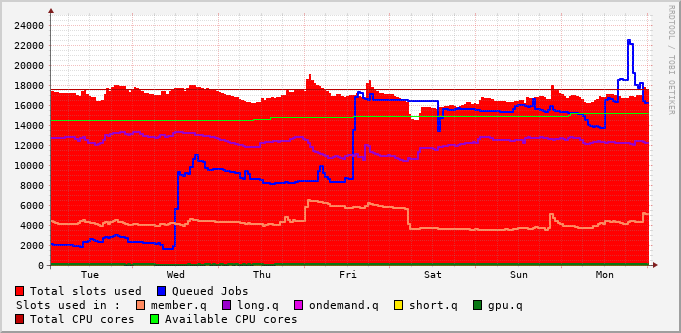 24000
22000
20000
18000
16000
14000
12000
10000
8000
6000
4000
2000
0
Tue Wed Thu Fri Sat Sun Mon
Total slots used Queued Jobs
Slots used in : member.q long.q ondemand.q short.q gpu.q
Total CPU cores Available CPU cores
RRDTOOL / TOBI OETIKER